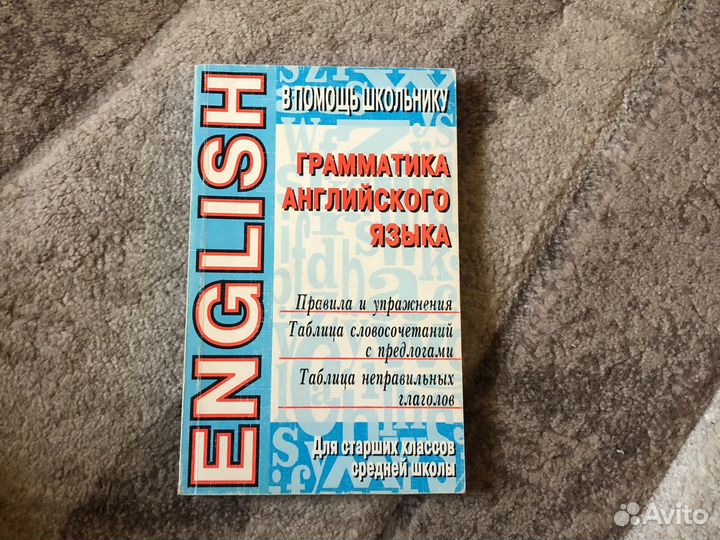 ENGLISH
В ПОМОЩЬ ШКОЛЬНИКУ
ГРАММАТИКА
АНГЛИЙСКОГО
ЯЗЫКА
Правила и упражнения
Таблица словосочетаний
с предлогами
Таблица неправильных
глаголов
Для старших классов
средней школы
Avito